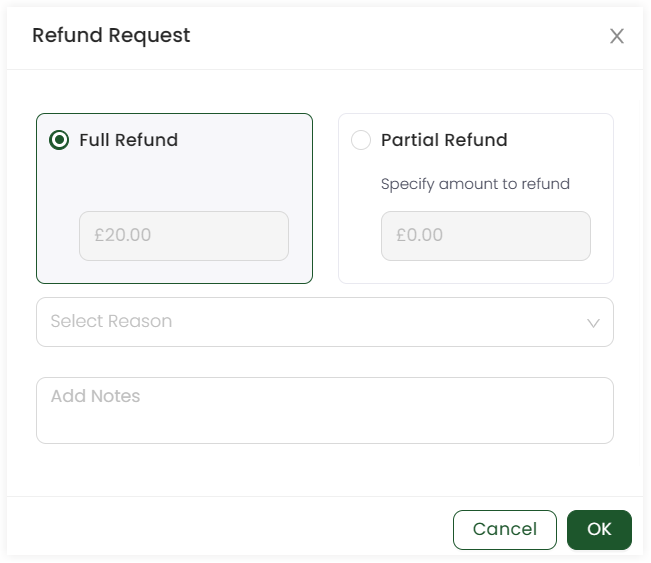 Refund Request
Full Refund
Partial Refund
Specify amount to refund
£20.00
£0.00
Select Reason
Add Notes
Cancel
OK